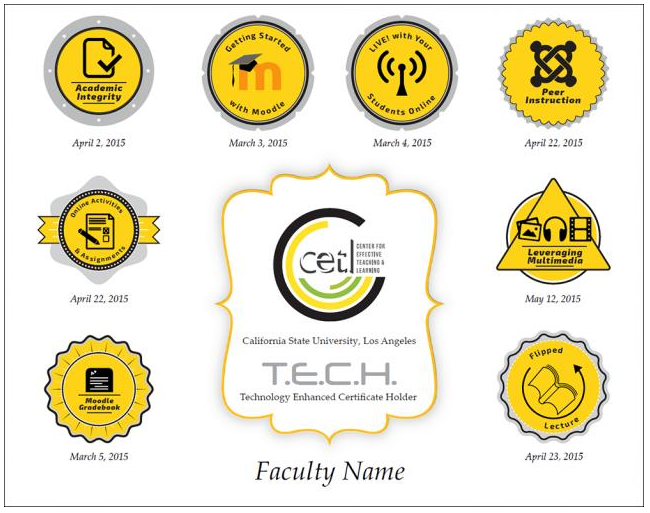 Academic
Integrity
April 2, 2015
Getting Started
m
with Moodle
March 3, 2015
LIVE! with Your
Students Online
March 4, 2015
Peer
Instruction
April 22, 2015
Online Activities
& Assignments
April 22, 2015
cetl
CENTER FOR
EFFECTIVE
TEACHING &
LEARNING
California State University, Los Angeles
T.E.C.H.
Technology Enhanced Certificate Holder
Leveraging
Multimedia
May 12, 2015
Moodle
Gradebook
March 5, 2015
Flipped
Lecture
April 23, 2015
Faculty Name